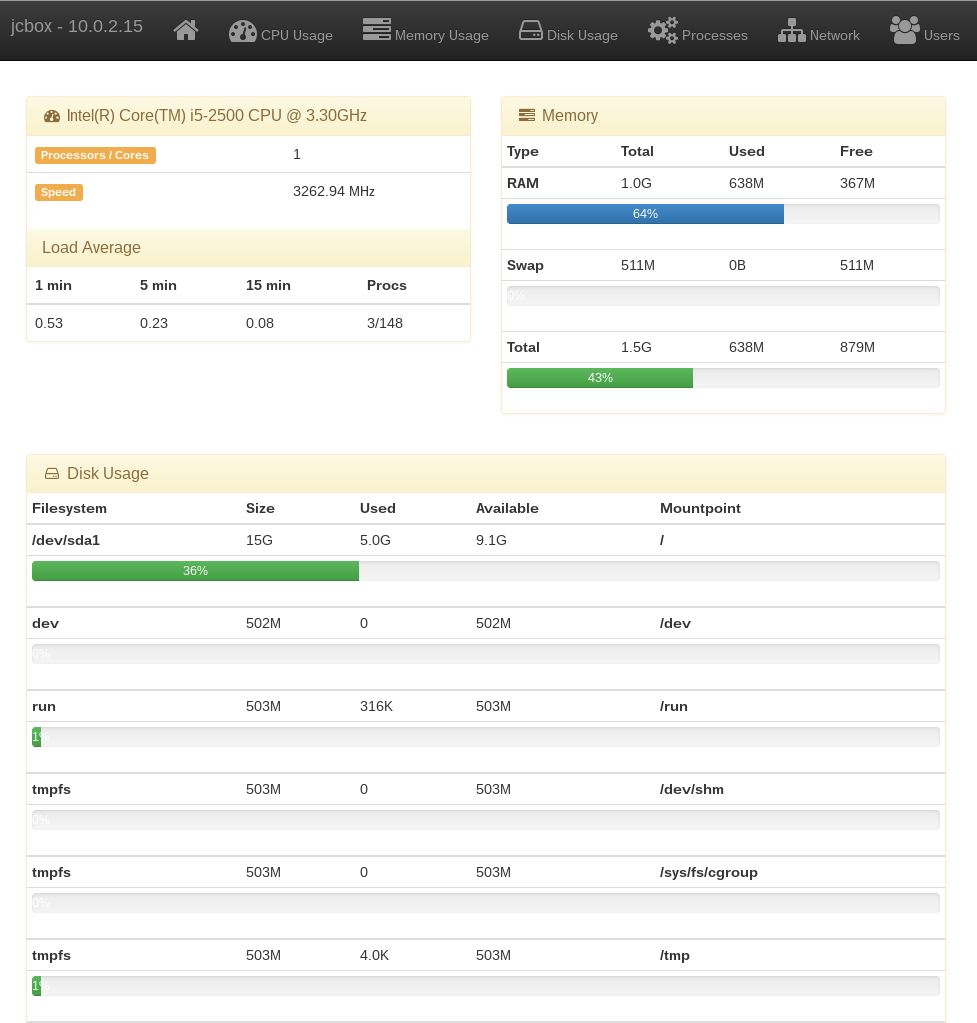 jcbox - 10.0.2.15 CPU Usage Memory Usage Disk Usage Processes Network Users
Intel(R) Core(TM) i5-2500 CPU @ 3.30GHz
Processors / Cores 1
Speed 3262.94 MHz
Load Average
1 min 5 min 15 min Procs
0.53 0.23 0.08 3/148
Memory
Type Total Used Free
RAM 1.0G 638M 367M
64%
Swap 511M 0B 511M
0%
Total 1.5G 638M 879M
43%
Disk Usage
Filesystem Size Used Available Mountpoint
/dev/sda1 15G 5.0G 9.1G /
36%
dev 502M 0 502M /dev
0%
run 503M 316K 503M /run
1%
tmpfs 503M 0 503M /dev/shm
0%
tmpfs 503M 0 503M /sys/fs/cgroup
0%
tmpfs 503M 4.0K 503M /tmp
1%